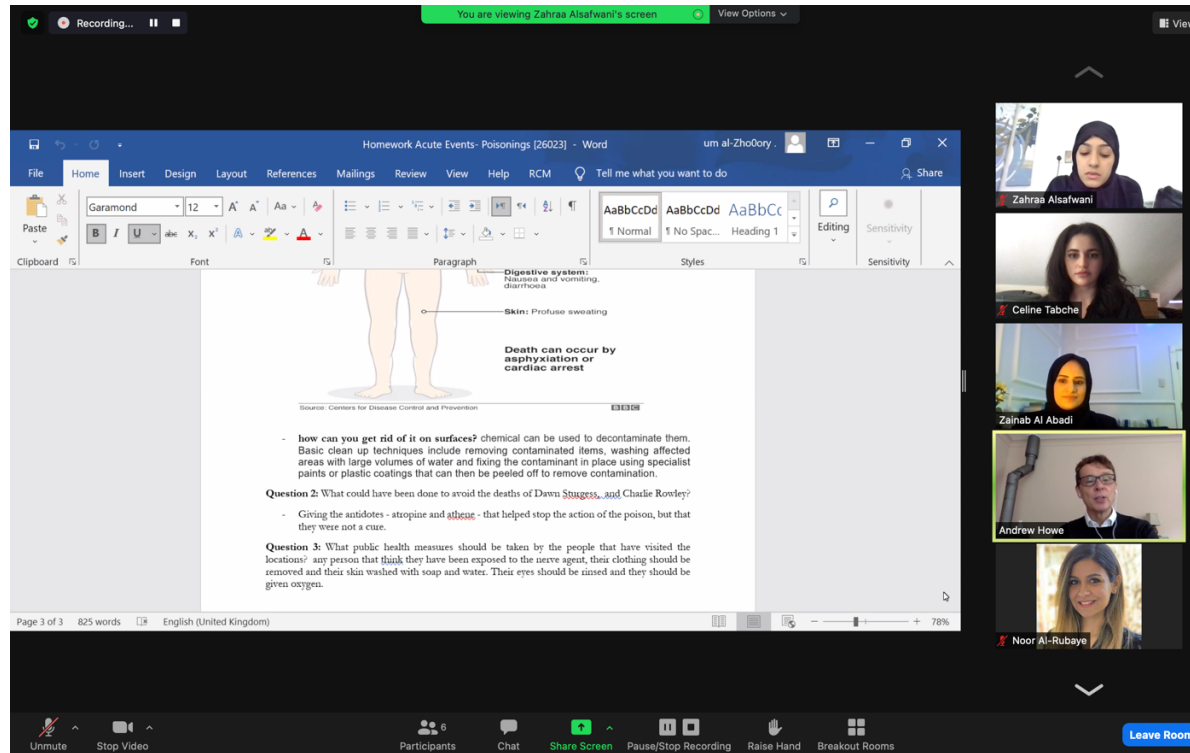 Recording...
You are viewing Zahraa Alsafwani's screen
View Options
View
Homework Acute Events- Poisonings [26023] - Word
um al-Zho0ory .
File Home Insert Design Layout References Mailings Review View Help RCM Tell me what you want to do Share
Paste
Garamond 12
Aa
B I U abc X₂ X²
AaBbCcDd AaBbCcDd AaBbCc
¶ Normal ¶ No Spac... Heading 1
Editing
Sensitivity
Clipboard Font Paragraph Styles Sensitivity
Digestive system:
Nausea and vomiting,
diarrhoea
Skin: Profuse sweating
Death can occur by
asphyxiation or
cardiac arrest
Source: Centers for Disease Control and Prevention BBC
- how can you get rid of it on surfaces? chemical can be used to decontaminate them.
Basic clean up techniques include removing contaminated items, washing affected
areas with large volumes of water and fixing the contaminant in place using specialist
paints or plastic coatings that can then be peeled off to remove contamination.
Question 2: What could have been done to avoid the deaths of Dawn Sturgess, and Charlie Rowley?
- Giving the antidotes - atropine and athene - that helped stop the action of the poison, but that
they were not a cure.
Question 3: What public health measures should be taken by the people that have visited the
locations? any person that think they have been exposed to the nerve agent, their clothing should be
removed and their skin washed with soap and water. Their eyes should be rinsed and they should be
given oxygen.
Page 3 of 3 825 words English (United Kingdom) 78%
Zahraa Alsafwani
Celine Tabche
Zainab Al Abadi
Andrew Howe
Noor Al-Rubaye
Unmute Stop Video Participants 6 Chat Share Screen Pause/Stop Recording Raise Hand Breakout Rooms
Leave Room